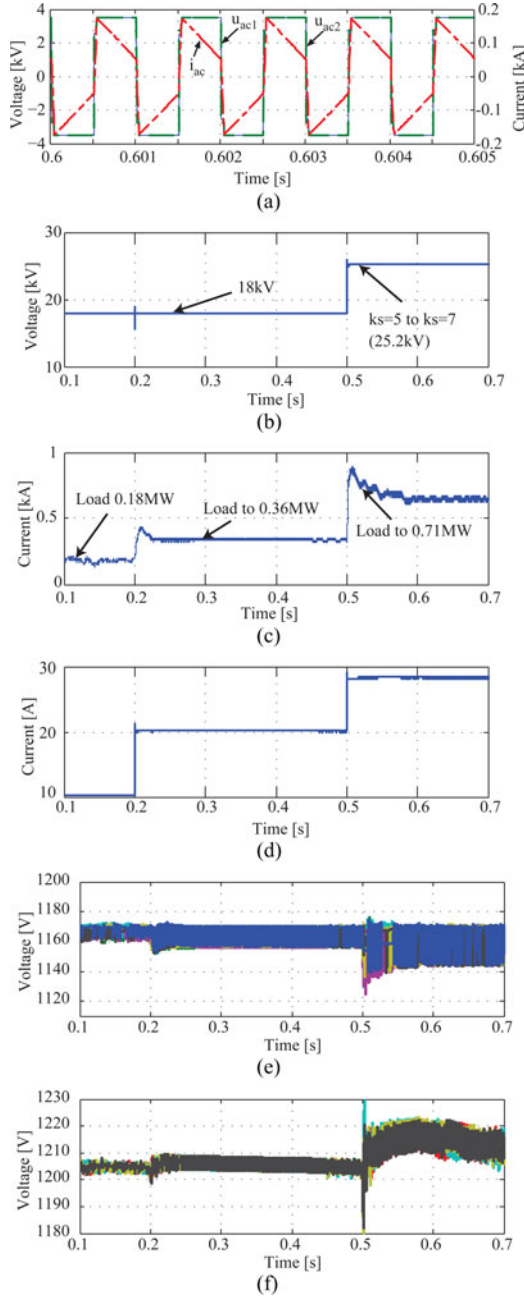 4 0.2
2 0.1
0 0
−2 -0.1
−4 -0.2
Voltage [kV]
Current [kA]
u_ac1 u_ac2
i_ac
0.6 0.601 0.602 0.603 0.604 0.605
Time [s]
(a)
30
20
10
Voltage [kV]
18kV
ks=5 to ks=7
(25.2kV)
0.1 0.2 0.3 0.4 0.5 0.6 0.7
Time [s]
(b)
1
0.5
0
Current [kA]
Load 0.18MW
Load to 0.36MW
Load to 0.71MW
0.1 0.2 0.3 0.4 0.5 0.6 0.7
Time [s]
(c)
30
20
10
Current [A]
0.1 0.2 0.3 0.4 0.5 0.6 0.7
Time [s]
(d)
1200
1180
1160
1140
1120
1110
Voltage [V]
0.1 0.2 0.3 0.4 0.5 0.6 0.7
Time [s]
(e)
1230
1220
1210
1200
1190
1180
Voltage [V]
0.1 0.2 0.3 0.4 0.5 0.6 0.7
Time [s]
(f)